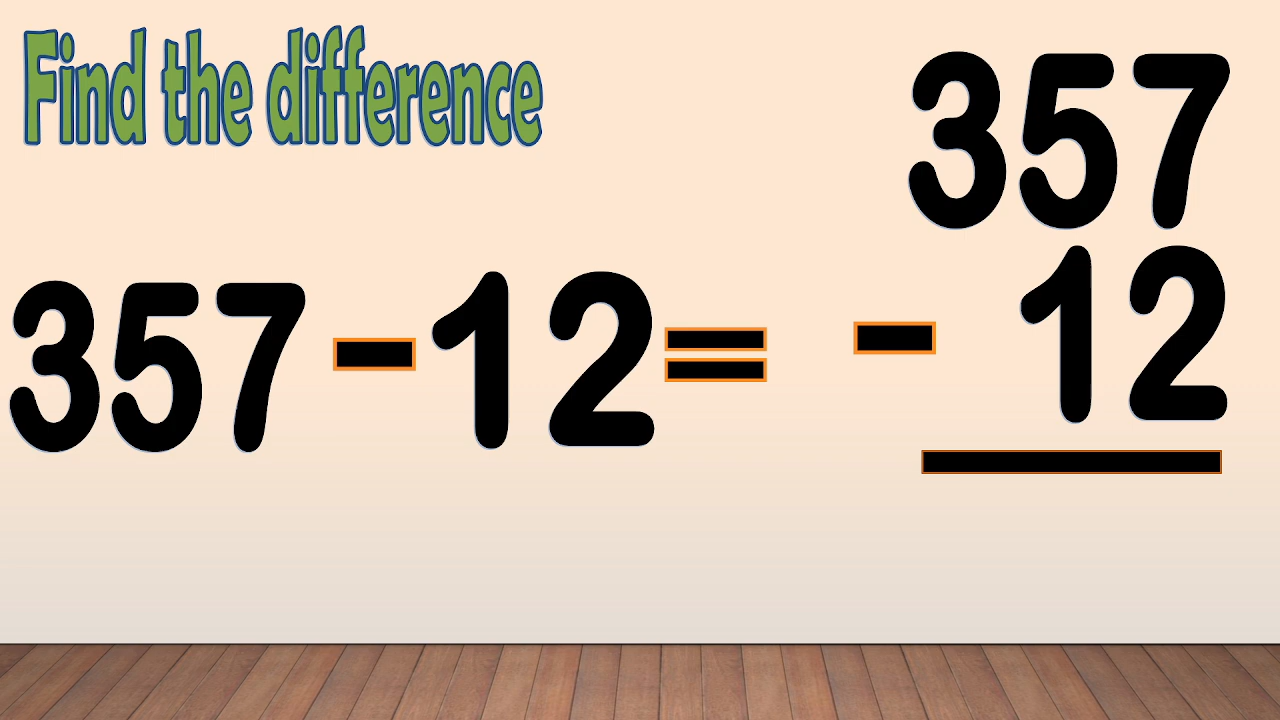 Find the difference
357-12=
357
- 12